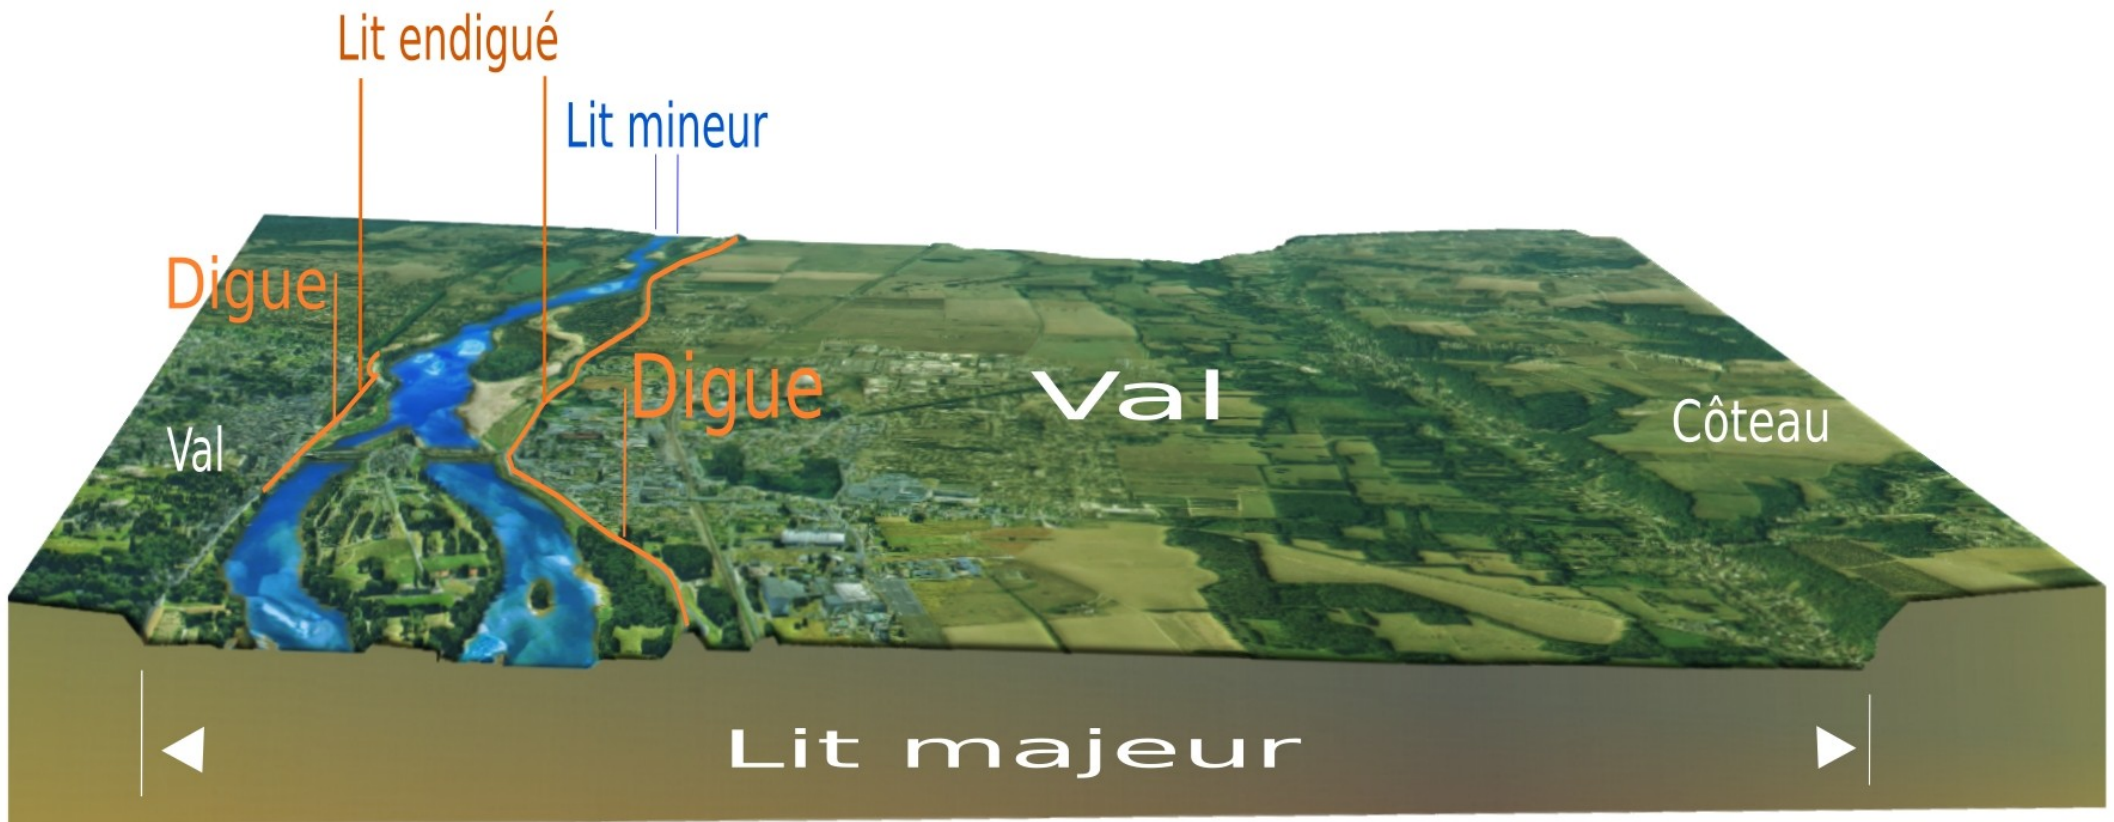 Lit endigué
Lit mineur
Digue
Digue
Val
Val
Côteau
Lit majeur